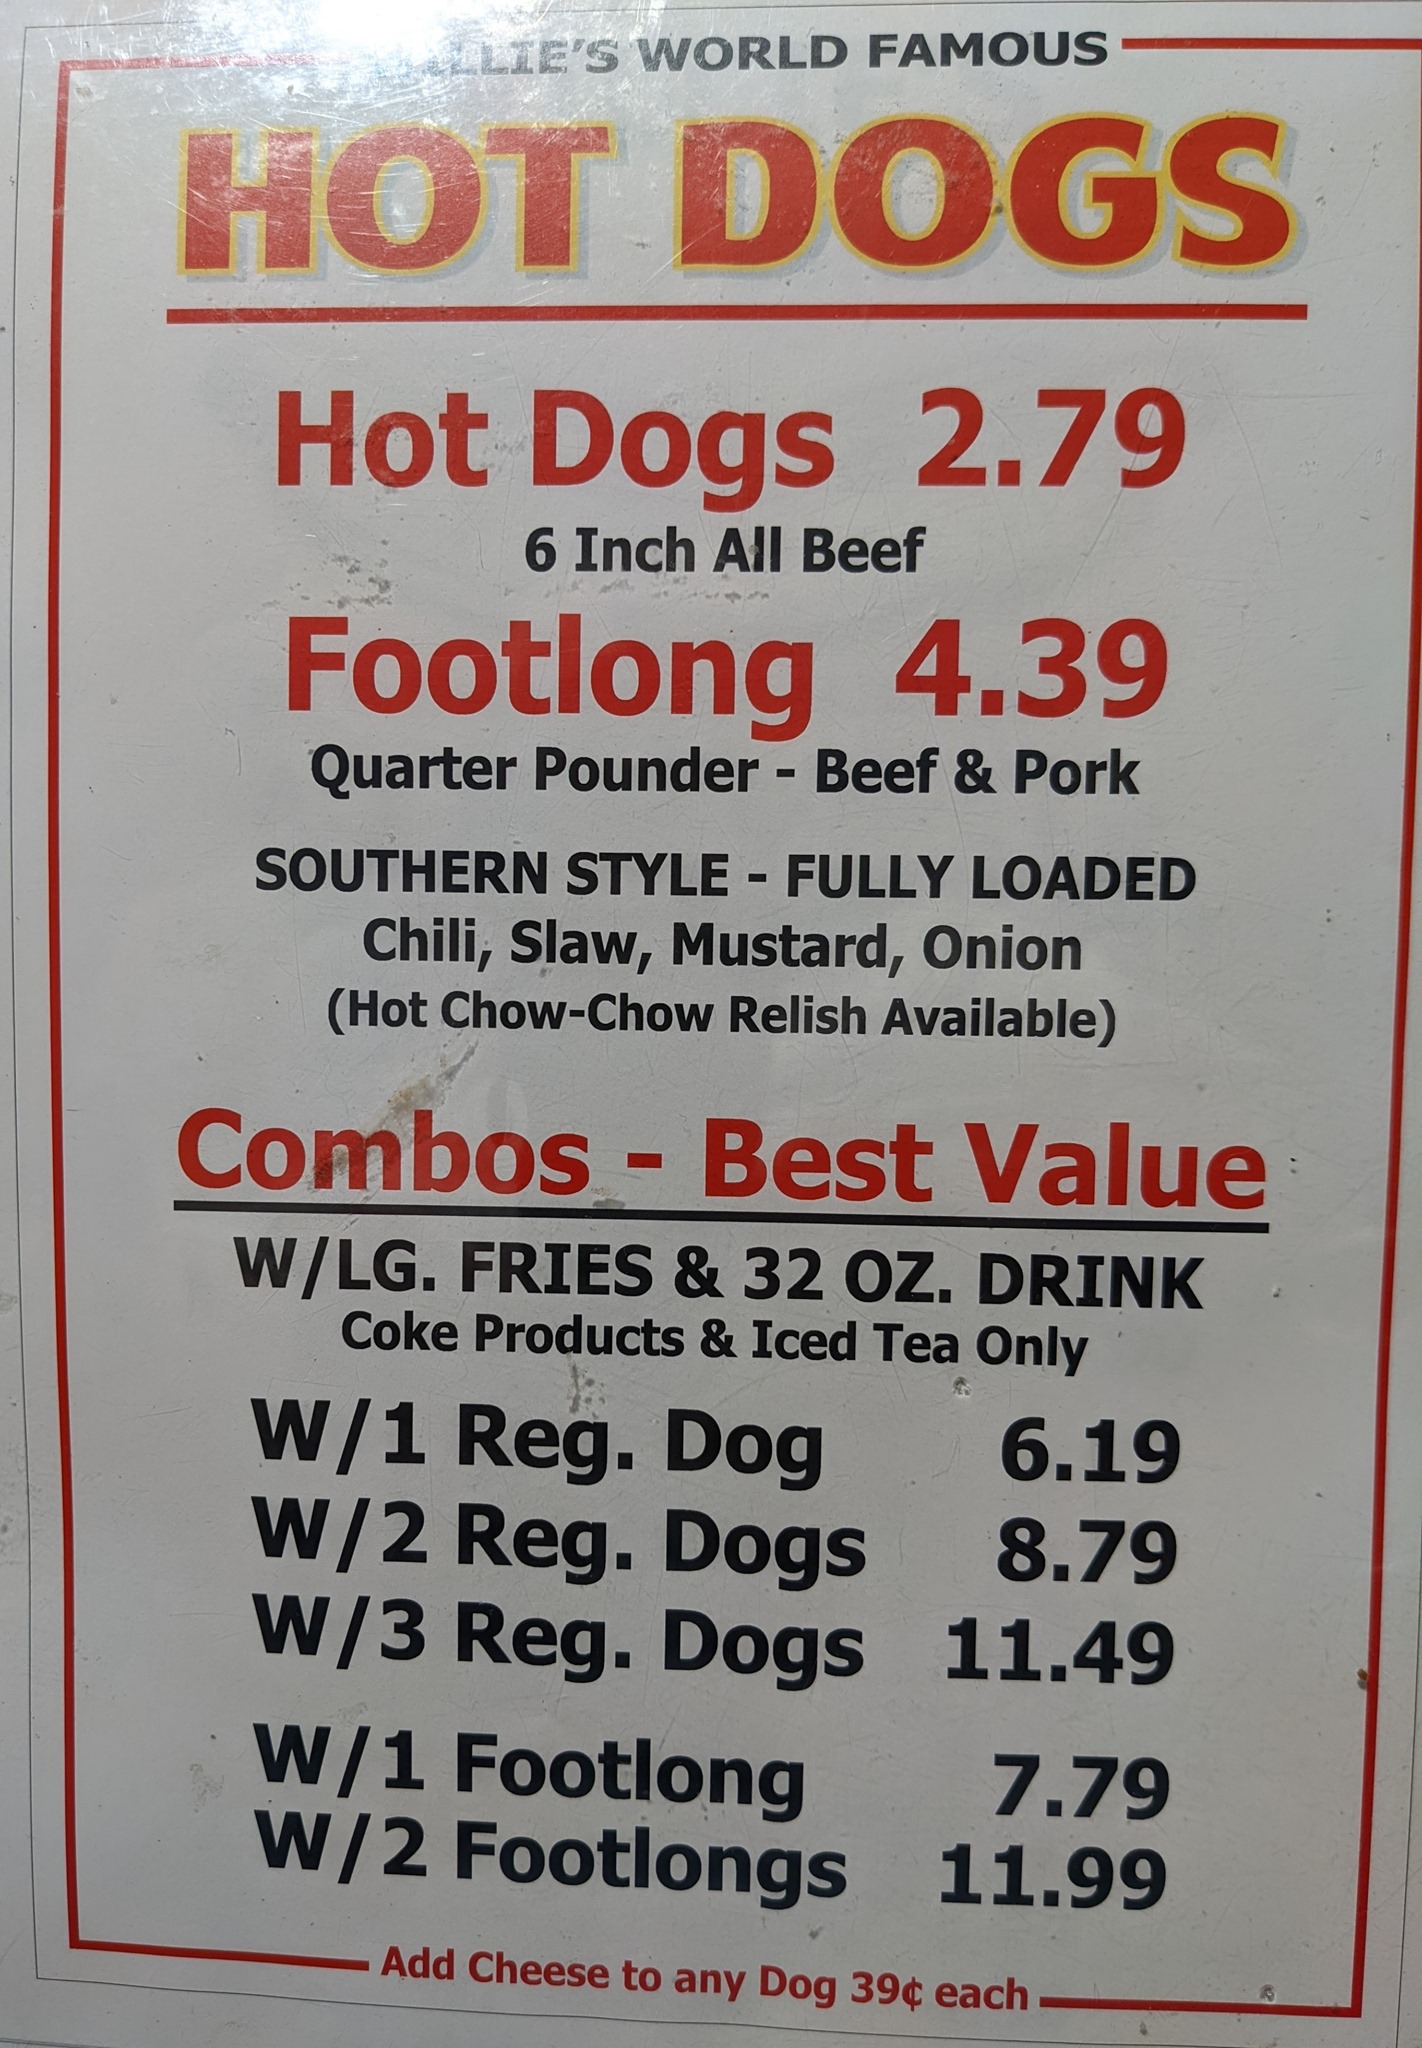 WORLD FAMOUS
HOT DOGS
Hot Dogs 2.79
6 Inch All Beef
Footlong 4.39
Quarter Pounder - Beef & Pork
SOUTHERN STYLE - FULLY LOADED
Chili, Slaw, Mustard, Onion
(Hot Chow-Chow Relish Available)
Combos - Best Value
W/LG. FRIES & 32 OZ. DRINK
Coke Products & Iced Tea Only
W/1 Reg. Dog 6.19
W/2 Reg. Dogs 8.79
W/3 Reg. Dogs 11.49
W/1 Footlong 7.79
W/2 Footlongs 11.99
Add Cheese to any Dog 39¢ each